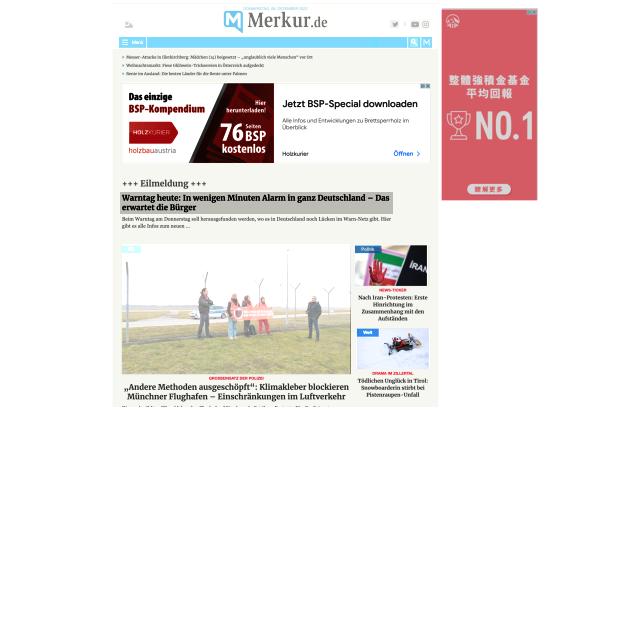 DONNERSTAG, 08. DEZEMBER 2022
Merkur.de
Menü
Messer-Attacke in Illerkirchberg: Mädchen (14) beigesetzt – „unglaublich viele Menschen“ vor Ort
Weihnachtsmarkt: Fiese Glühwein-Trickserein in Österreich aufgedeckt
Rente im Ausland: Die besten Länder für die Rente unter Palmen
Das einzige
BSP-Kompendium
HOLZKURIER
holzbauaustria
Hier
herunterladen!
76 Seiten
BSP
kostenlos
Jetzt BSP-Special downloaden
Alle Infos und Entwicklungen zu Brettsperrholz im
Überblick
Holzkurier
Öffnen
+++ Eilmeldung +++
Warntag heute: In wenigen Minuten Alarm in ganz Deutschland – Das
erwartet die Bürger
Beim Warntag am Donnerstag soll herausgefunden werden, wo es in Deutschland noch Lücken im Warn-Netz gibt. Hier
gibt es alles Infos zum neuen ...
GROSSEINSATZ DER POLIZEI
„Andere Methoden ausgeschöpft“: Klimakleber blockieren
Münchner Flughafen – Einschränkungen im Luftverkehr
Politik
IRAN
NEWS-TICKER
Nach Iran-Protesten: Erste
Hinrichtung im
Zusammenhang mit den
Aufständen
Welt
DRAMA IM ZILLERTAL
Tödlichen Unglück in Tirol:
Snowboarderin stirbt bei
Pistenraupen-Unfall
AIA
整體強積金基金
平均回報
NO.1
瞭解更多